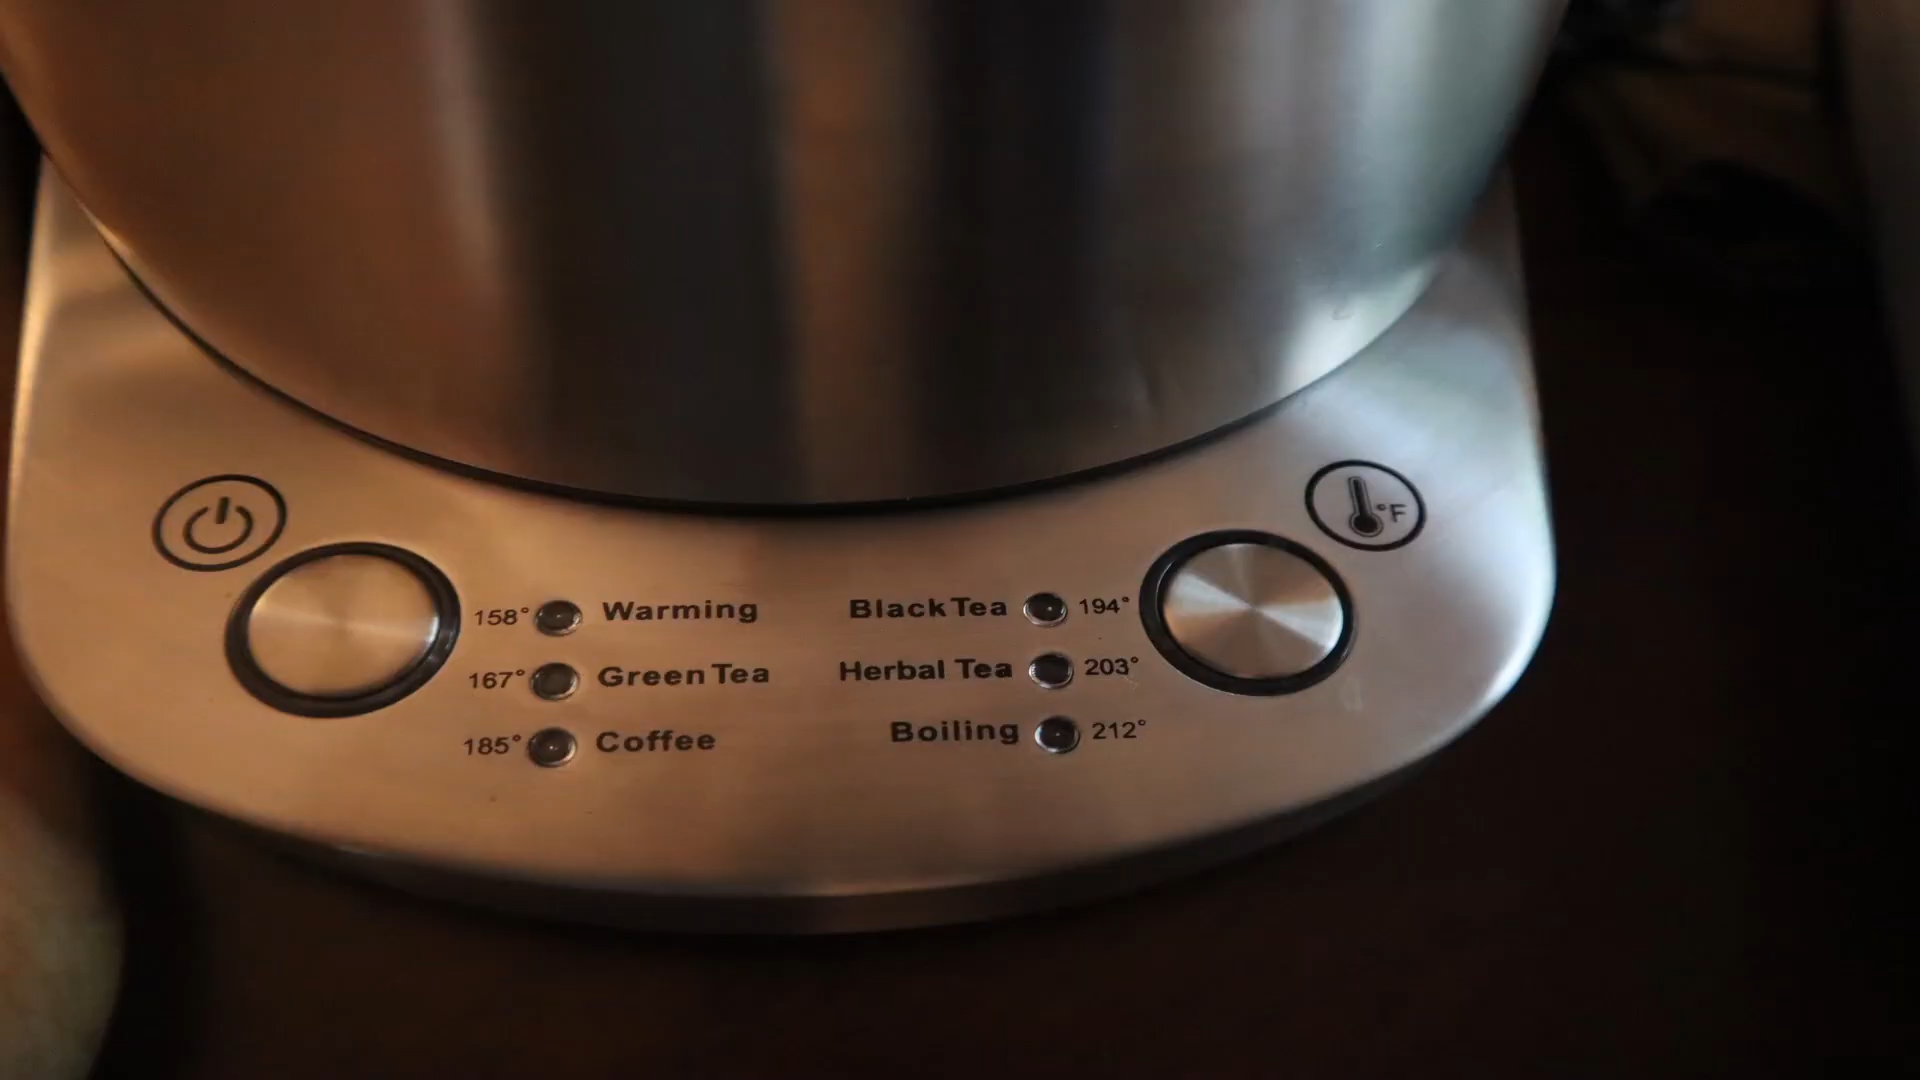 °F
158° Warming
167° Green Tea
185° Coffee
Black Tea 194°
Herbal Tea 203°
Boiling 212°